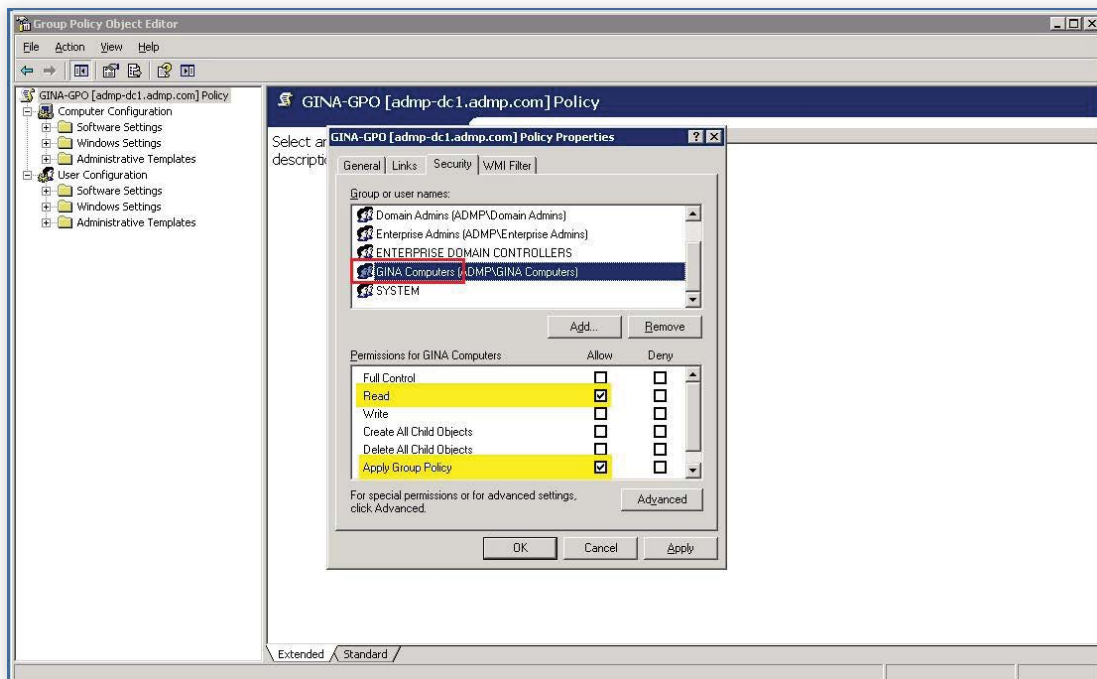 Group Policy Object Editor
File Action View Help
GINA-GPO [admp-dc1.admp.com] Policy
Computer Configuration
Software Settings
Windows Settings
Administrative Templates
User Configuration
Software Settings
Windows Settings
Administrative Templates
GINA-GPO [admp-dc1.admp.com] Policy
Select an
descripti
GINA-GPO [admp-dc1.admp.com] Policy Properties
General Links Security WMI Filter
Group or user names:
Domain Admins (ADMP\Domain Admins)
Enterprise Admins (ADMP\Enterprise Admins)
ENTERPRISE DOMAIN CONTROLLERS
GINA Computers (ADMP\GINA Computers)
SYSTEM
Add... Remove
Permissions for GINA Computers Allow Deny
Full Control
Read
Write
Create All Child Objects
Delete All Child Objects
Apply Group Policy
For special permissions or for advanced settings,
click Advanced.
Advanced
OK Cancel Apply
Extended Standard